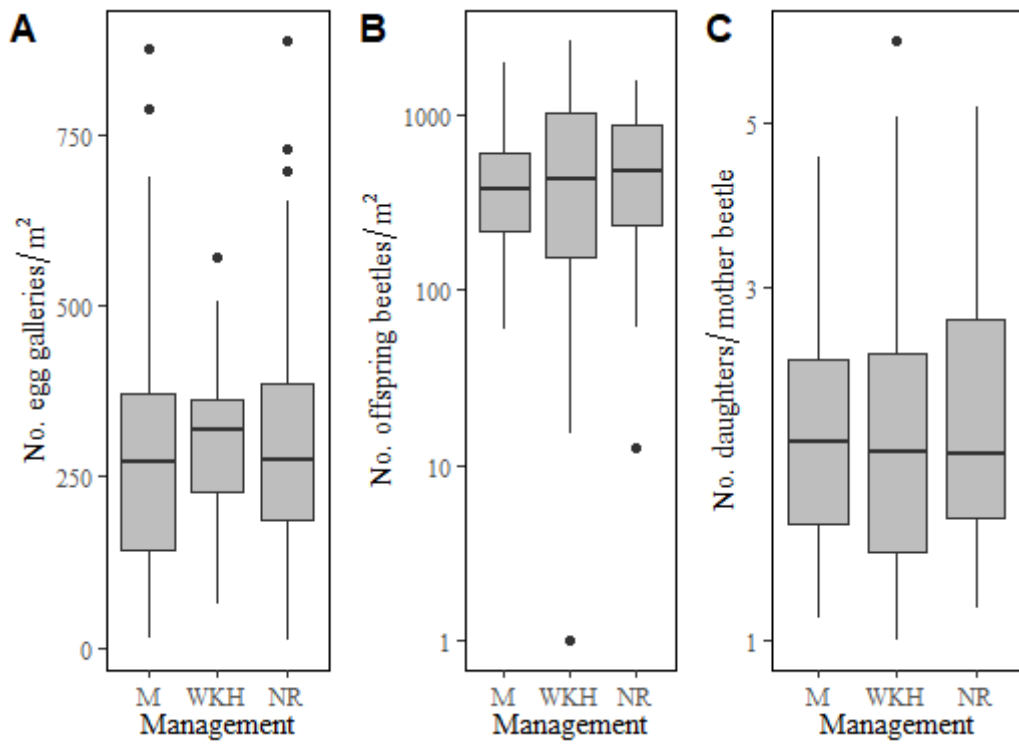 A
No. egg galleries/m²
750
500
250
0
M WKH NR
Management
B
No. offspring beetles/m²
1000
100
10
1
M WKH NR
Management
C
No. daughters/mother beetle
5
3
1
M WKH NR
Management